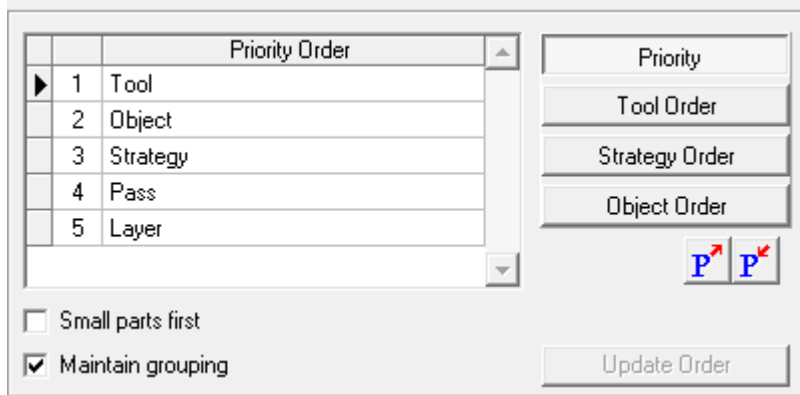 Priority Order
1 Tool
2 Object
3 Strategy
4 Pass
5 Layer
Small parts first
Maintain grouping
Priority
Tool Order
Strategy Order
Object Order
P P
Update Order